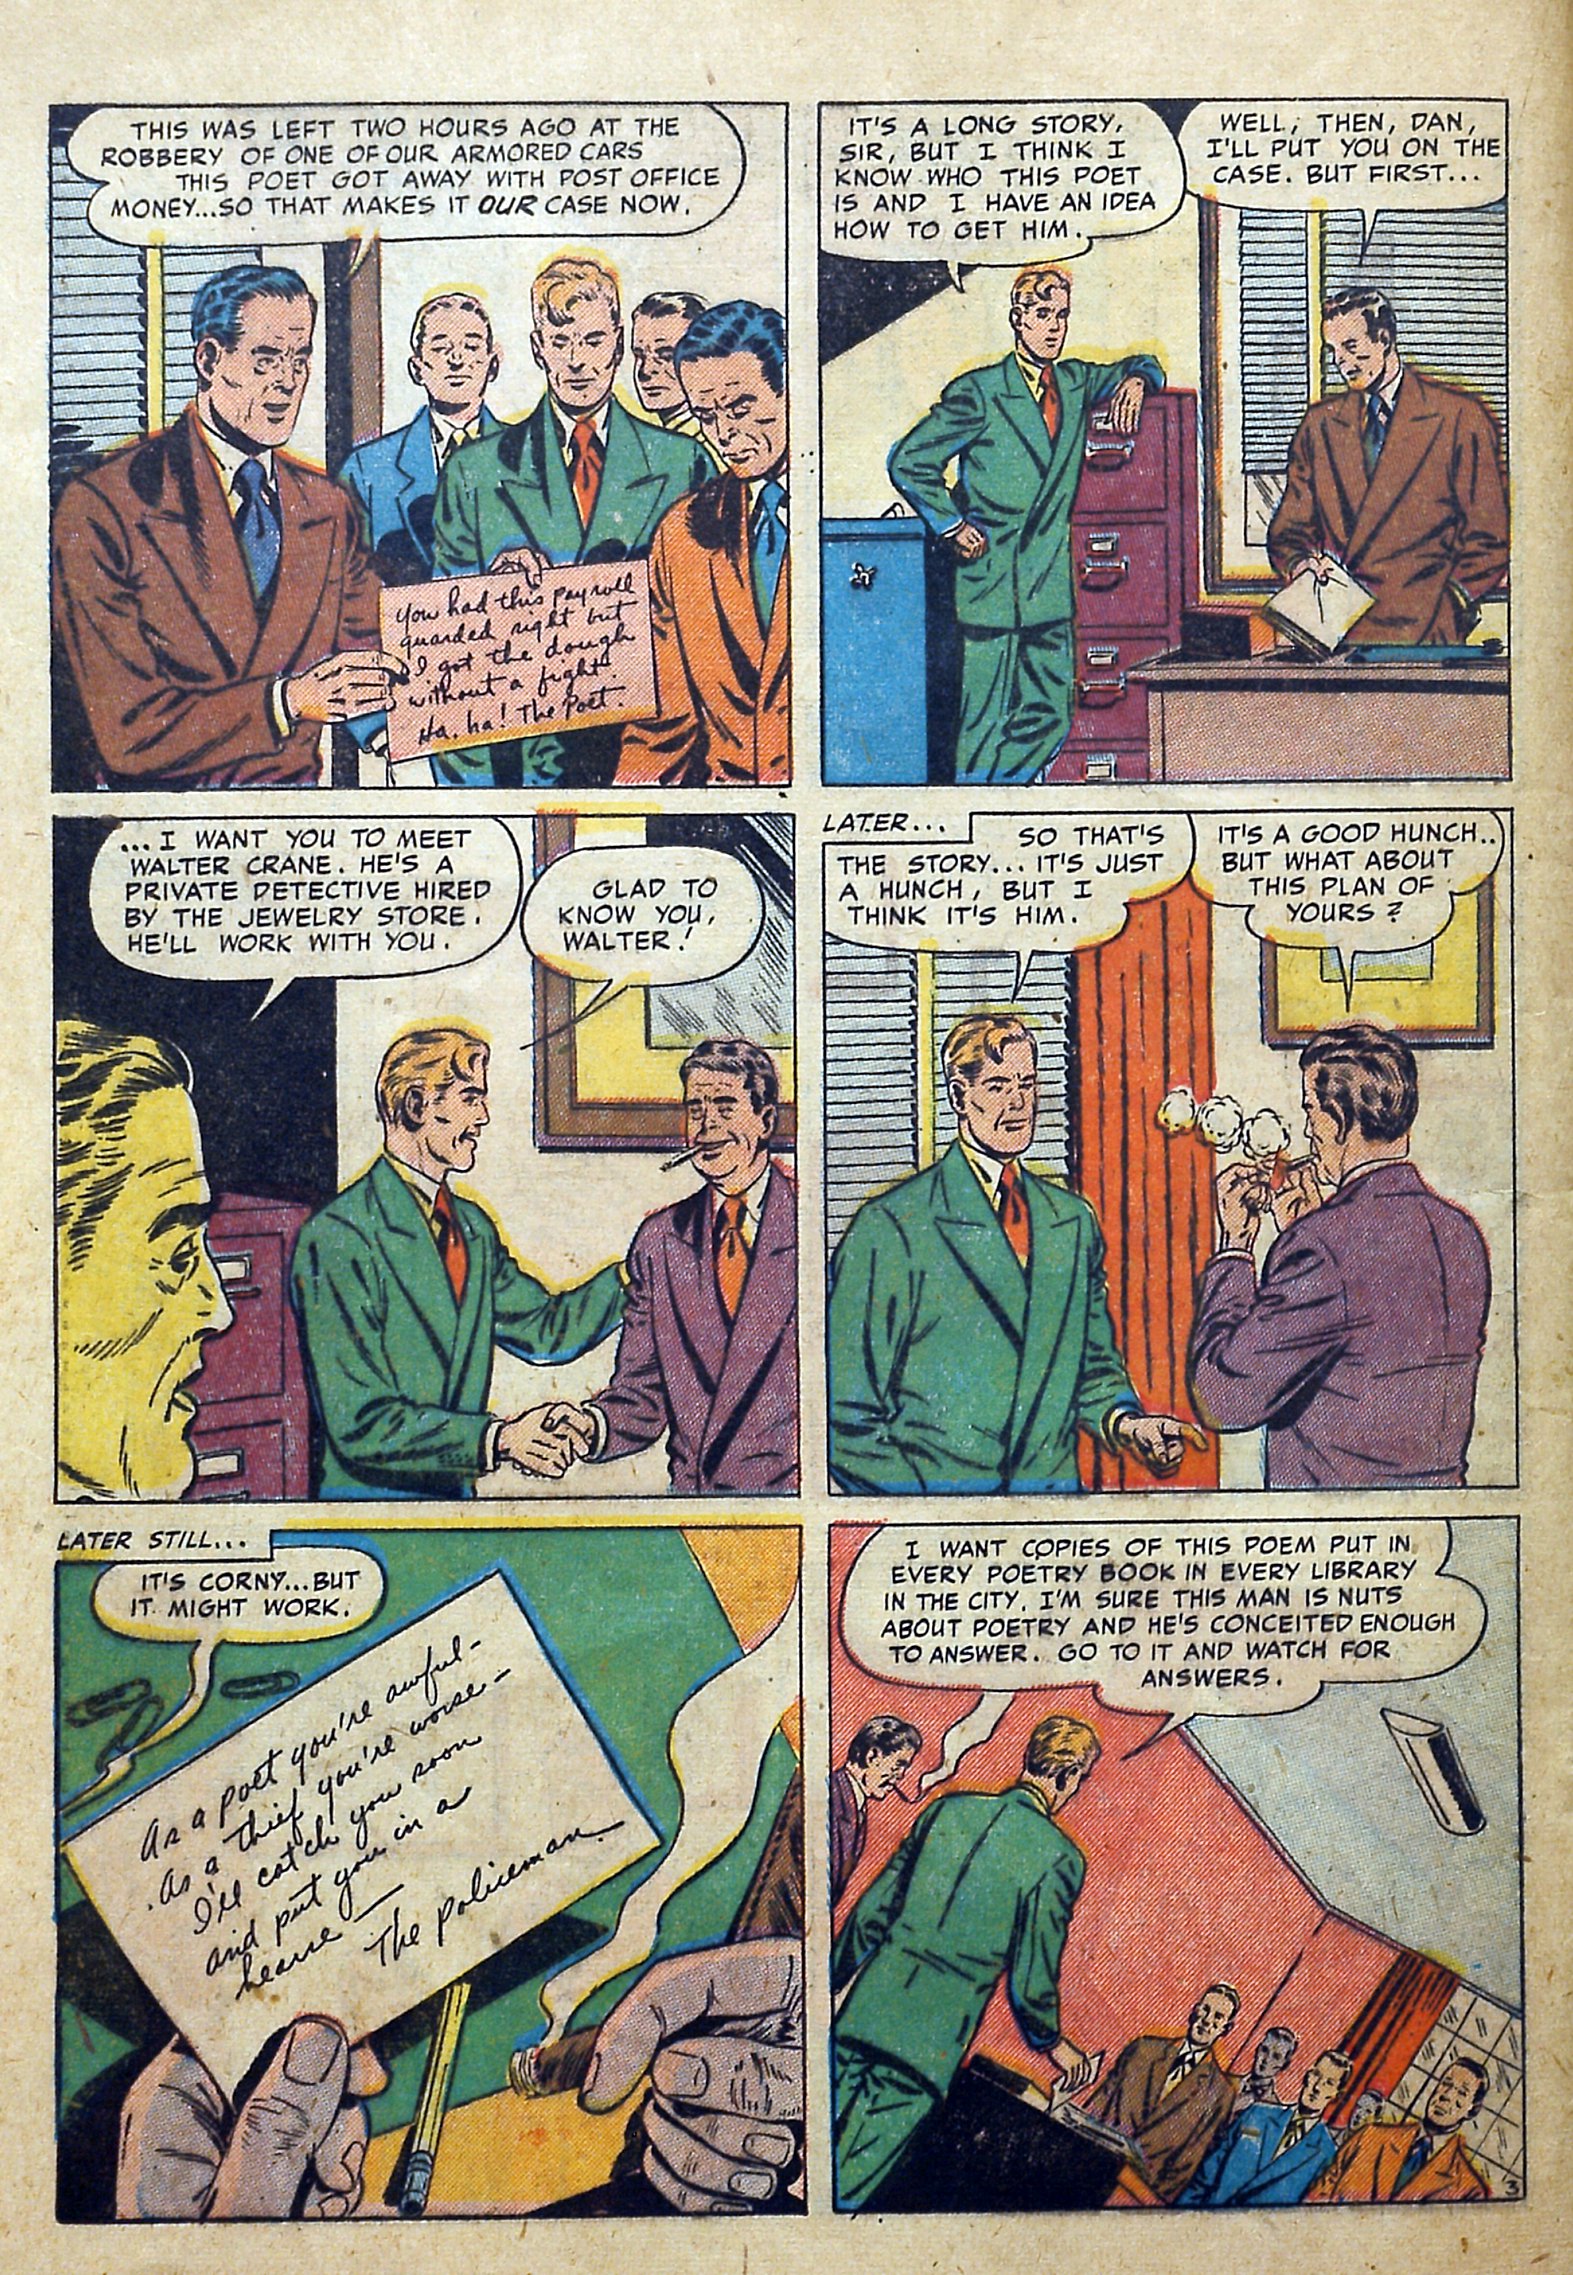 THIS WAS LEFT TWO HOURS AGO AT THE
ROBBERY OF ONE OF OUR ARMORED CARS
THIS POET GOT AWAY WITH POST OFFICE
MONEY...SO THAT MAKES IT OUR CASE NOW.
You had this payroll
guarded right but
I got the dough
without a fight.
Ha, ha! The Poet.
IT'S A LONG STORY,
SIR, BUT I THINK I
KNOW WHO THIS POET
IS AND I HAVE AN IDEA
HOW TO GET HIM.
WELL, THEN, DAN,
I'LL PUT YOU ON THE
CASE. BUT FIRST...
...I WANT YOU TO MEET
WALTER CRANE. HE'S A
PRIVATE DETECTIVE HIRED
BY THE JEWELRY STORE.
HE'LL WORK WITH YOU.
GLAD TO
KNOW YOU,
WALTER!
LATER...
SO THAT'S
THE STORY... IT'S JUST
A HUNCH, BUT I
THINK IT'S HIM.
IT'S A GOOD HUNCH..
BUT WHAT ABOUT
THIS PLAN OF
YOURS?
LATER STILL...
IT'S CORNY...BUT
IT MIGHT WORK.
As a poet you're awful-
As a thief you're worse-
I'll catch you soon
and put you in a
hearse—
The Policeman.
I WANT COPIES OF THIS POEM PUT IN
EVERY POETRY BOOK IN EVERY LIBRARY
IN THE CITY. I'M SURE THIS MAN IS NUTS
ABOUT POETRY AND HE'S CONCEITED ENOUGH
TO ANSWER. GO TO IT AND WATCH FOR
ANSWERS.
3